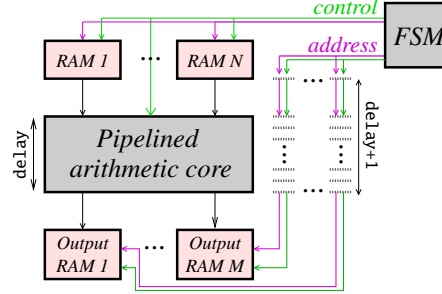 control
FSM
address
RAM 1
...
RAM N
...
delay
Pipelined
arithmetic core
delay+1
...
Output
RAM 1
...
Output
RAM M